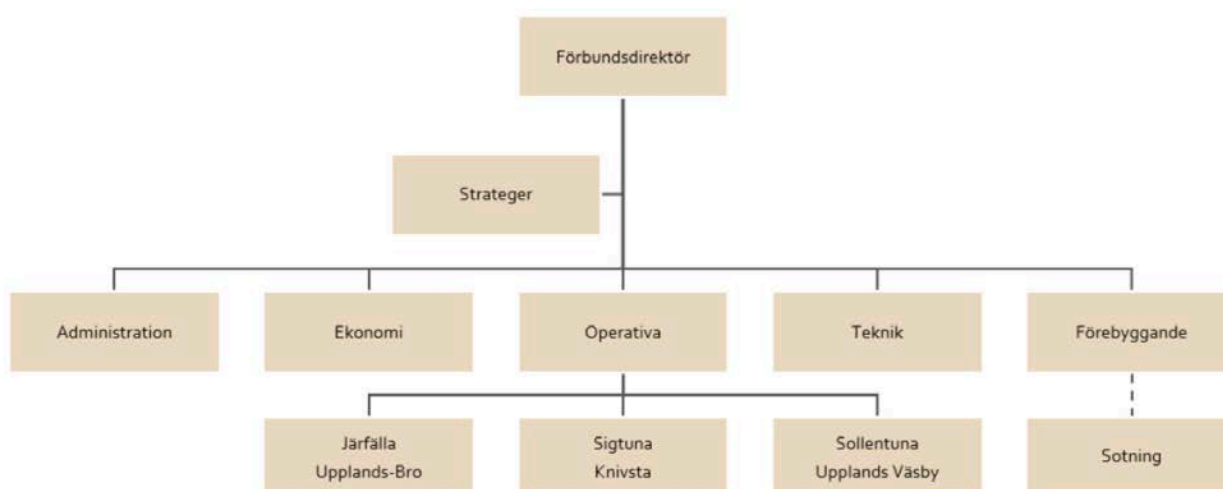 Förbundsdirektör
Strateger
Administration
Ekonomi
Operativa
Teknik
Förebyggande
Järfälla
Upplands-Bro
Sigtuna
Knivsta
Sollentuna
Upplands Väsby
Sotning